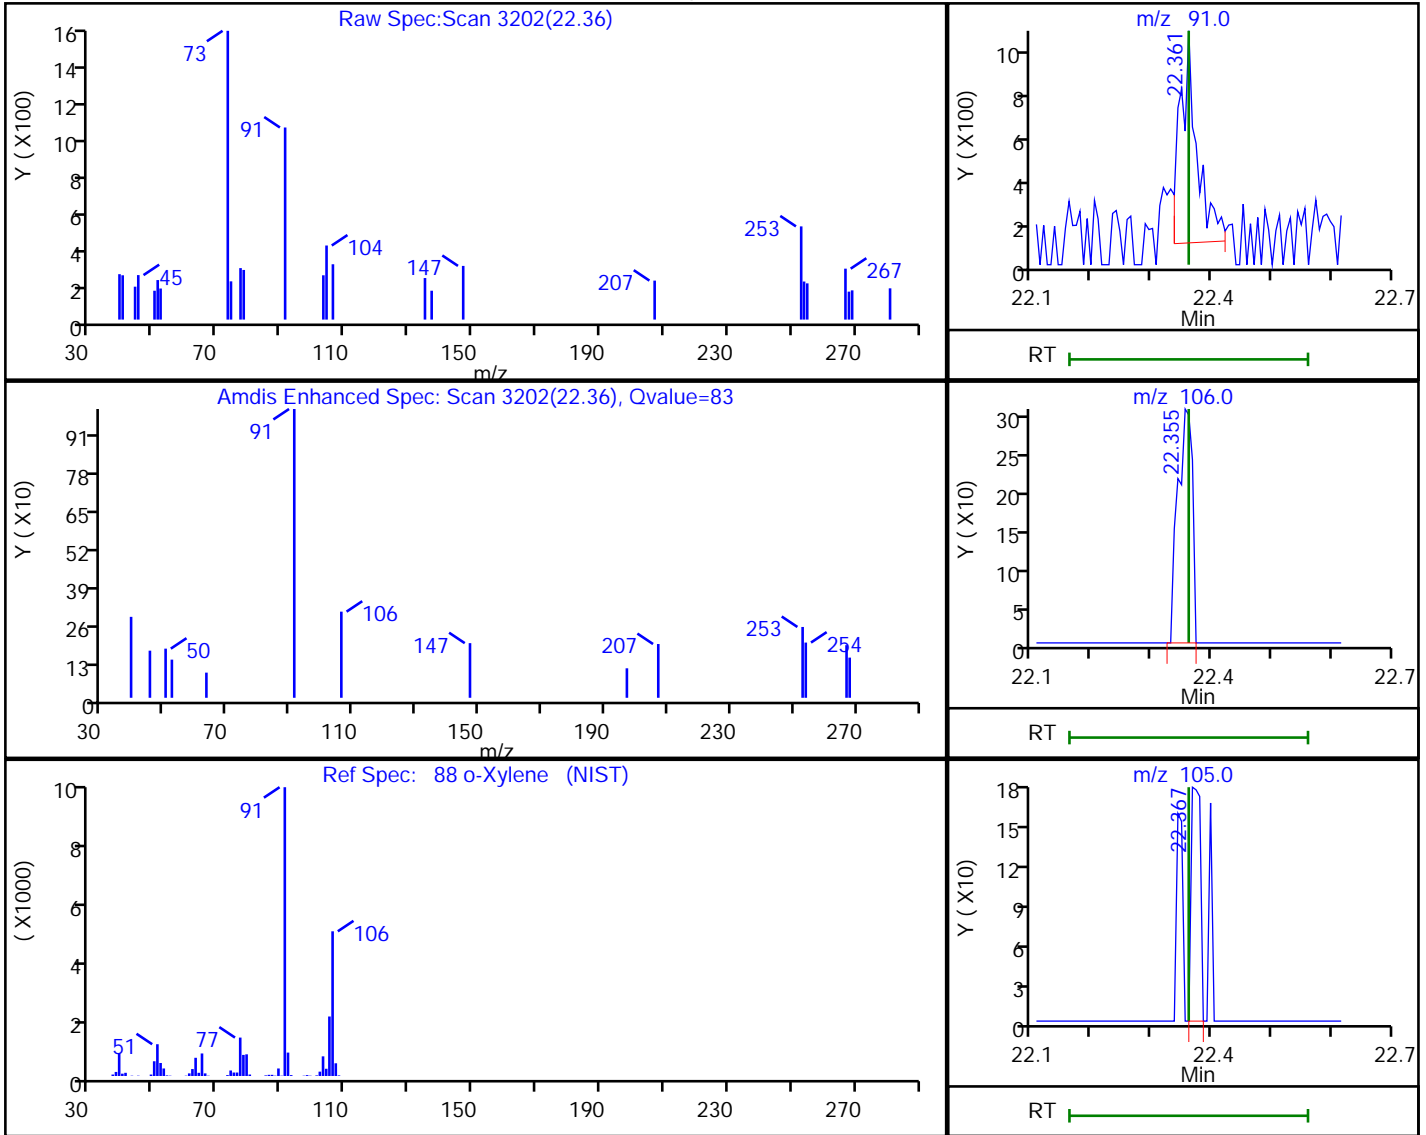 Raw Spec:Scan 3202(22.36)
Y ( X100)
16
14
12
10
8
6
4
2
0
73
91
45
104
147
207
253
267
30 70 110 150 190 230 270
m/z
m/z 91.0
Y ( X100)
10
8
6
4
2
0
22.361
22.1 22.4 22.7
Min
RT
Amdis Enhanced Spec: Scan 3202(22.36), Qvalue=83
Y ( X10)
91
78
65
52
39
26
13
0
91
50
106
147
207
253
254
30 70 110 150 190 230 270
m/z
m/z 106.0
Y ( X10)
30
25
20
15
10
5
0
22.355
22.1 22.4 22.7
Min
RT
Ref Spec: 88 o-Xylene (NIST)
( X1000)
10
8
6
4
2
0
51
77
91
106
30 70 110 150 190 230 270
m/z 105.0
Y ( X10)
18
15
12
9
6
3
0
22.367
22.1 22.4 22.7
Min
RT